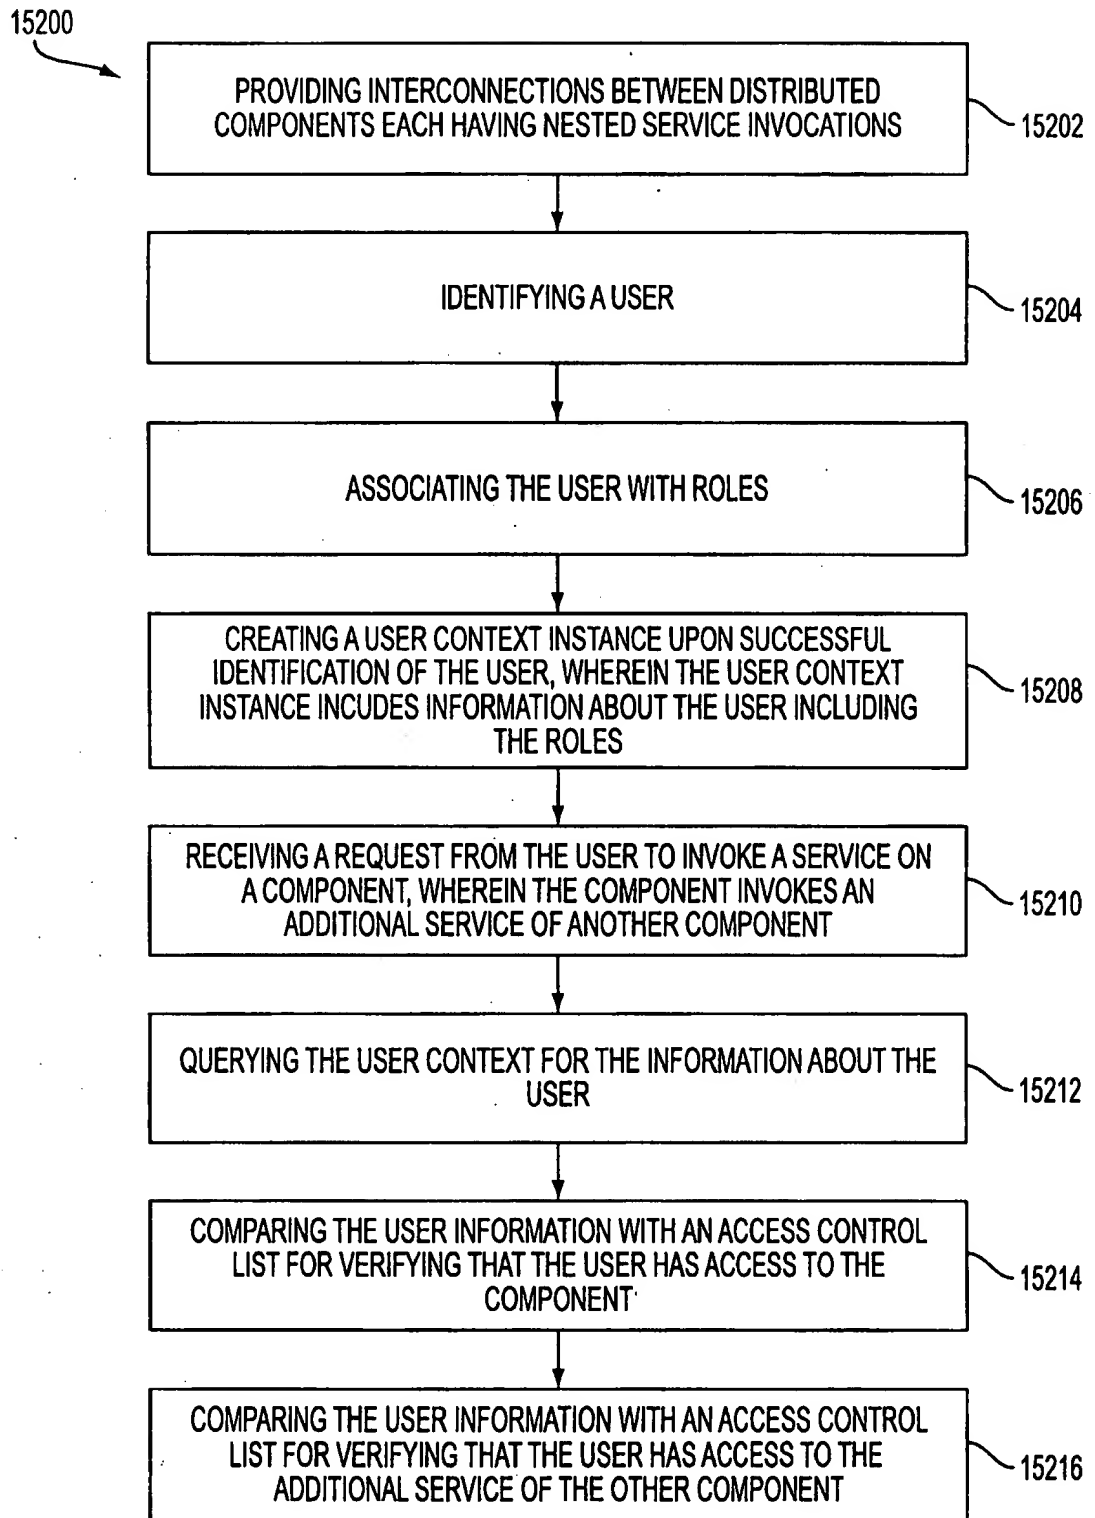 15200
PROVIDING INTERCONNECTIONS BETWEEN DISTRIBUTED
COMPONENTS EACH HAVING NESTED SERVICE INVOCATIONS
15202
IDENTIFYING A USER
15204
ASSOCIATING THE USER WITH ROLES
15206
CREATING A USER CONTEXT INSTANCE UPON SUCCESSFUL
IDENTIFICATION OF THE USER, WHEREIN THE USER CONTEXT
INSTANCE INCUDES INFORMATION ABOUT THE USER INCLUDING
THE ROLES
15208
RECEIVING A REQUEST FROM THE USER TO INVOKE A SERVICE ON
A COMPONENT, WHEREIN THE COMPONENT INVOKES AN
ADDITIONAL SERVICE OF ANOTHER COMPONENT
15210
QUERYING THE USER CONTEXT FOR THE INFORMATION ABOUT THE
USER
15212
COMPARING THE USER INFORMATION WITH AN ACCESS CONTROL
LIST FOR VERIFYING THAT THE USER HAS ACCESS TO THE
COMPONENT
15214
COMPARING THE USER INFORMATION WITH AN ACCESS CONTROL
LIST FOR VERIFYING THAT THE USER HAS ACCESS TO THE
ADDITIONAL SERVICE OF THE OTHER COMPONENT
15216